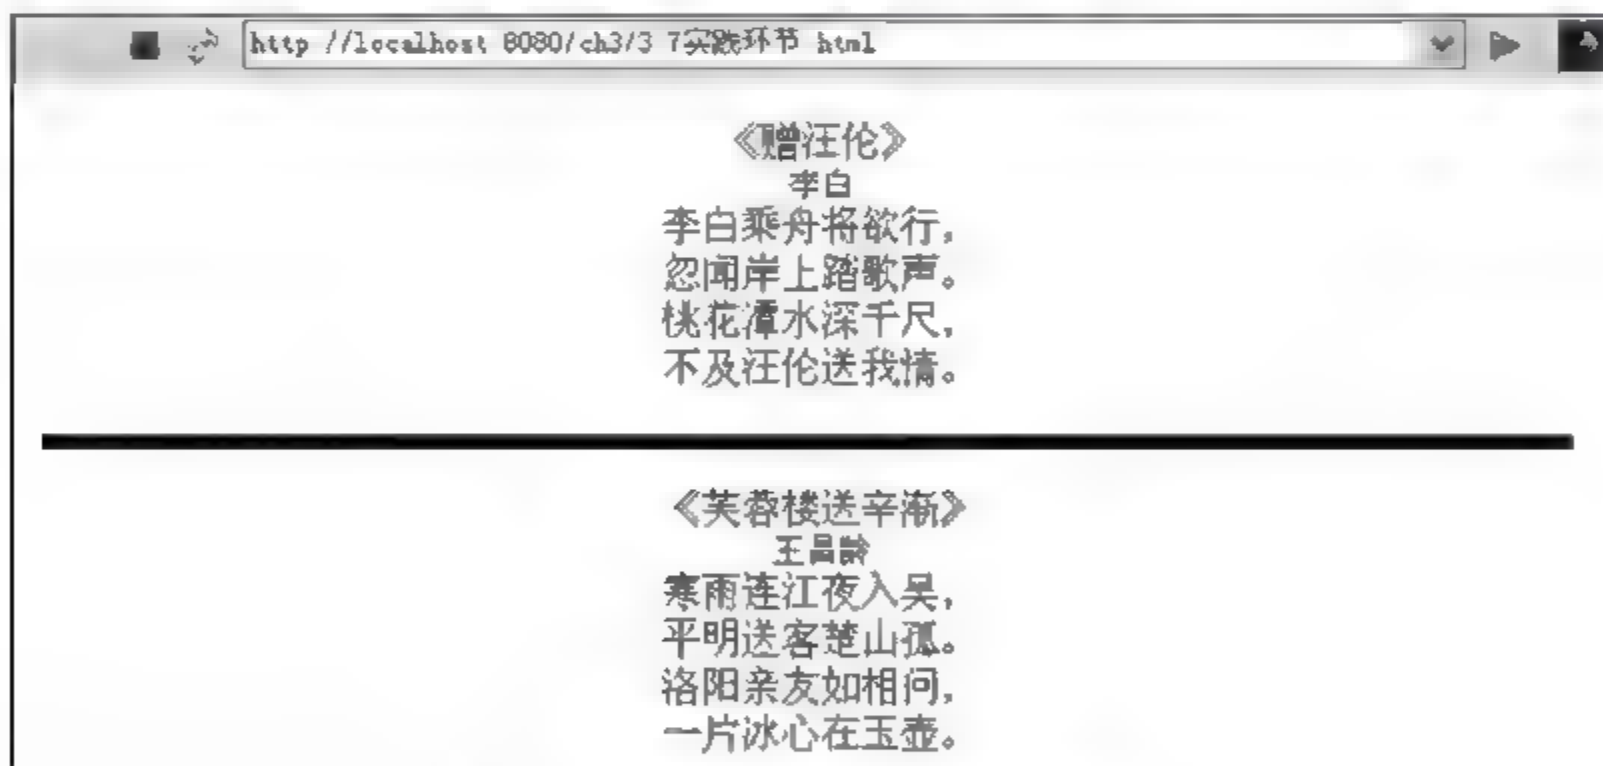 http //localhost 8080/ch3/3 7实践环节 html
《赠汪伦》
李白
李白乘舟将欲行,
忽闻岸上踏歌声。
桃花潭水深千尺,
不及汪伦送我情。
《芙蓉楼送辛渐》
王昌龄
寒雨连江夜入吴,
平明送客楚山孤。
洛阳亲友如相问,
一片冰心在玉壶。